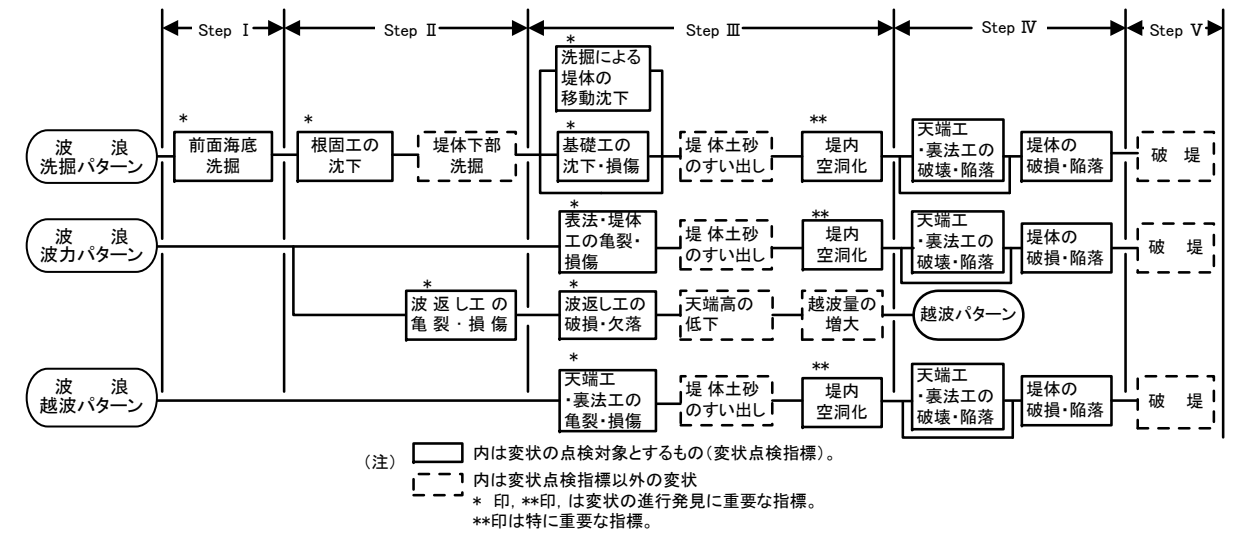 Step Ⅰ
Step Ⅱ
Step Ⅲ
Step Ⅳ
Step Ⅴ
*
洗掘による
堤体の
移動沈下
波 浪
洗掘パターン
*
前面海底
洗掘
*
根固工の
沈下
堤体下部
洗掘
*
基礎工の
沈下・損傷
堤体土砂
のすい出し
**
堤内
空洞化
天端工
・裏法工の
破壊・陥落
堤体の
破損・陥落
破 堤
波 浪
波力パターン
*
表法・堤体
工の亀裂・
損傷
堤体土砂
のすい出し
**
堤内
空洞化
天端工
・裏法工の
破壊・陥落
堤体の
破損・陥落
破 堤
*
波返し工の
亀裂・損傷
*
波返し工の
破損・欠落
天端高の
低下
越波量の
増大
越波パターン
波 浪
越波パターン
*
天端工
・裏法工の
亀裂・損傷
堤体土砂
のすい出し
**
堤内
空洞化
天端工
・裏法工の
破壊・陥落
堤体の
破損・陥落
破 堤
(注) 内は変状の点検対象とするもの(変状点検指標)。
内は変状点検指標以外の変状
* 印,**印,は変状の進行発見に重要な指標。
**印は特に重要な指標。